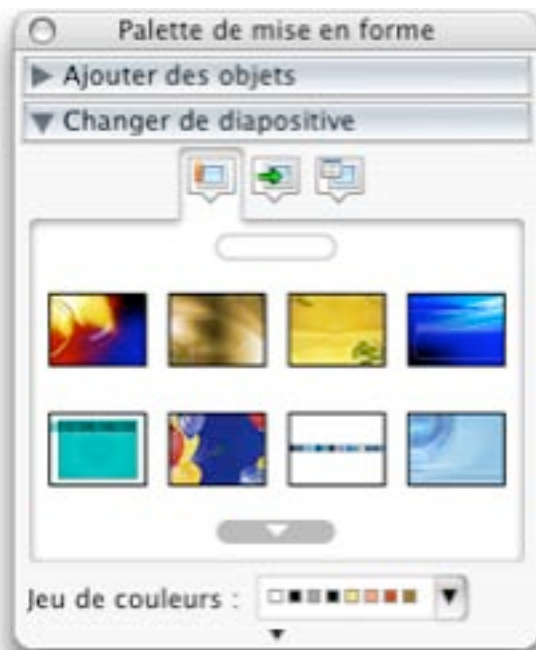 Palette de mise en forme
Ajouter des objets
Changer de diapositive
Jeu de couleurs :